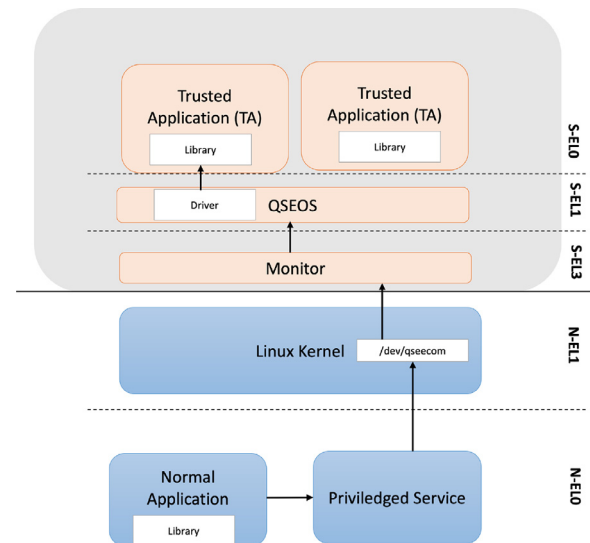 Trusted
Application (TA)
Library
Trusted
Application (TA)
Library
S-EL0
Driver
QSEOS
S-EL1
Monitor
S-EL3
Linux Kernel
/dev/qseecom
N-EL1
Normal
Application
Library
Priviledged Service
N-EL0